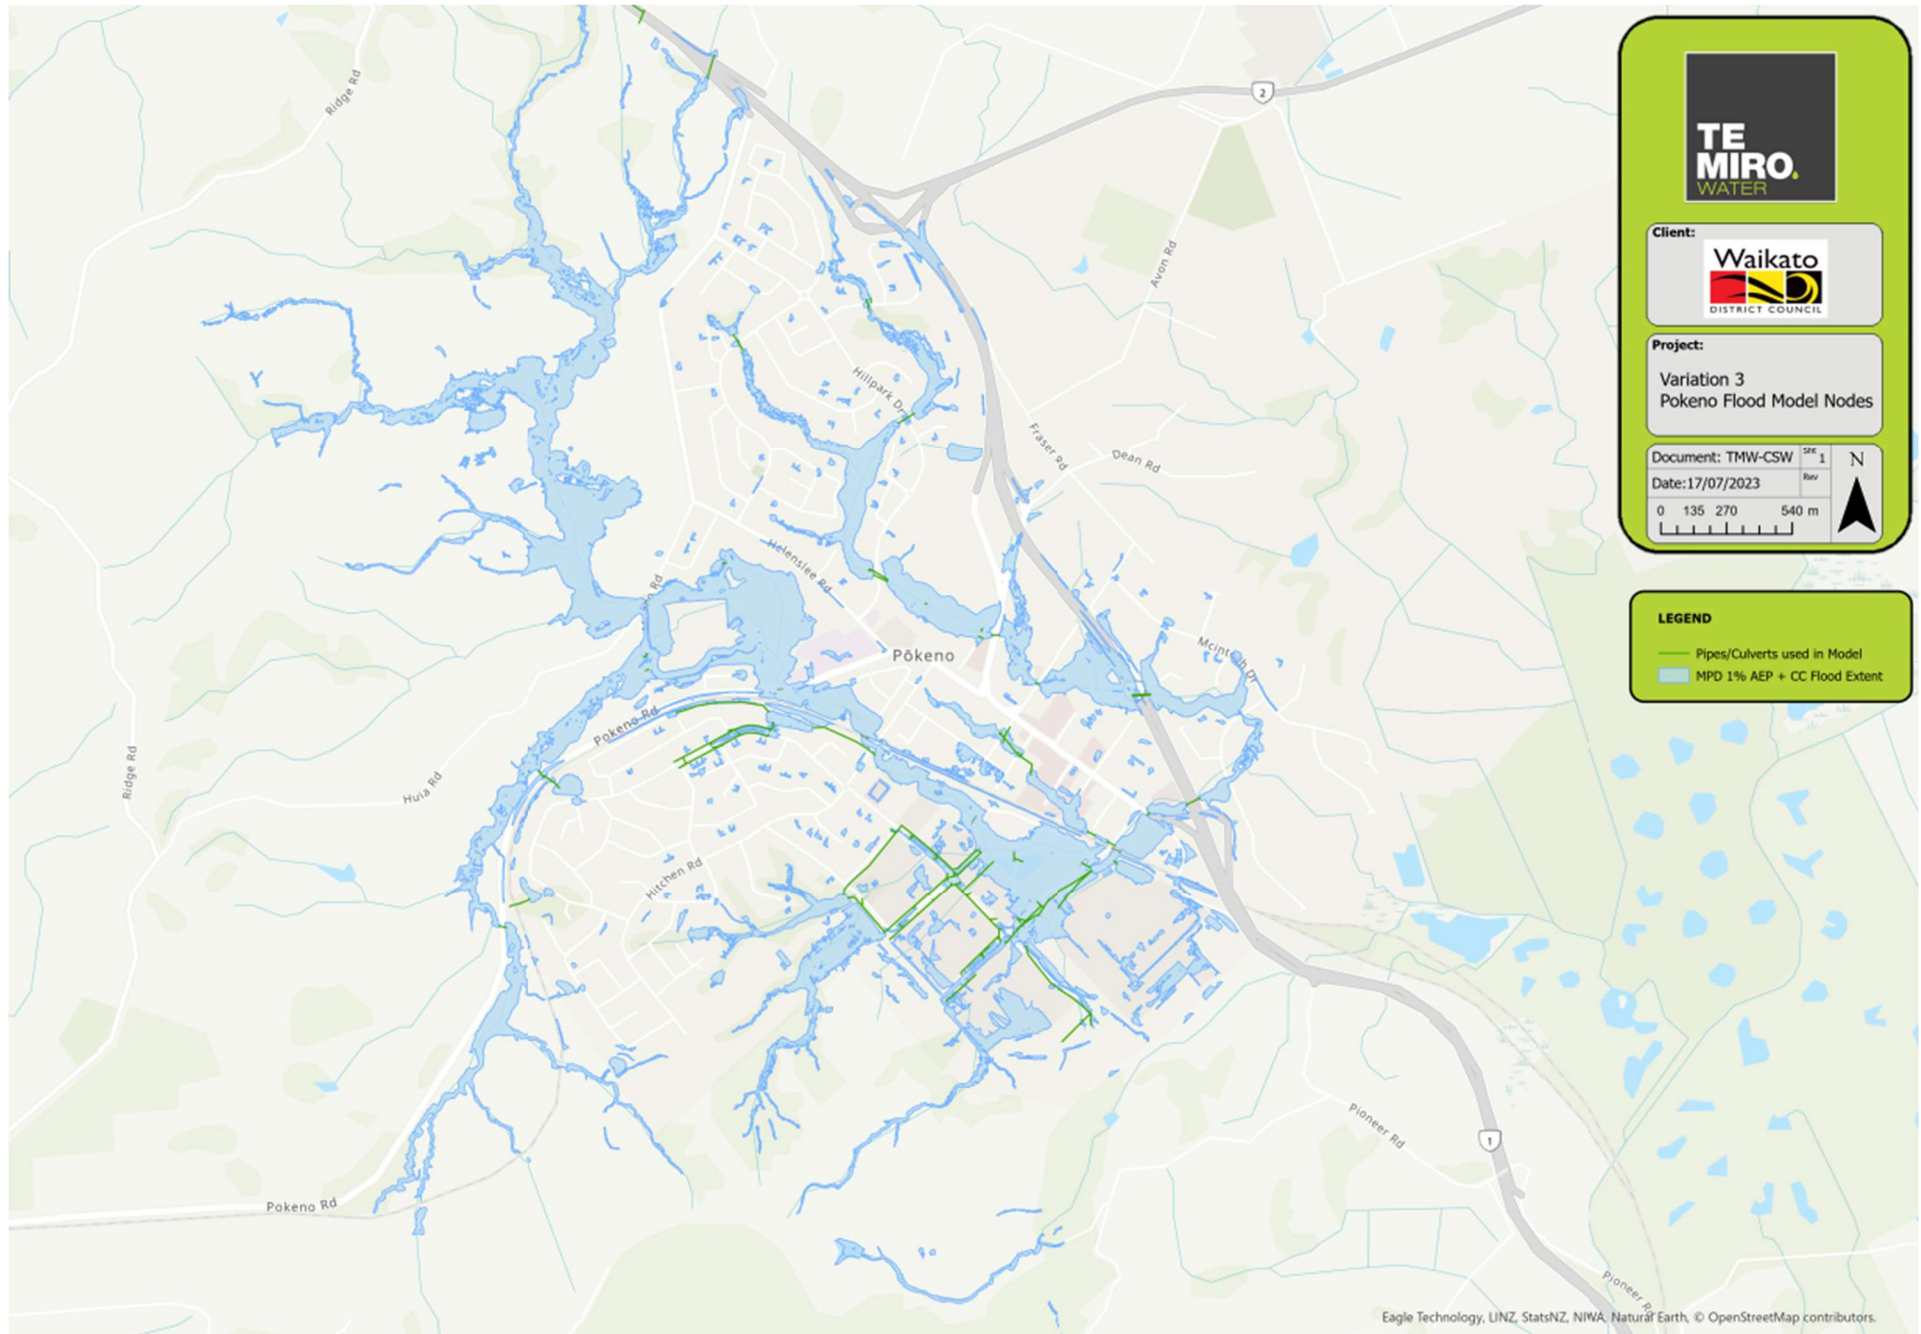 Ridge Rd
2
Avon Rd
Hillpark Dr
Fraser Rd
Dean Rd
Helenslee Rd
Rd
Pōkeno
Mcintosh Dr
Pokeno Rd
Ridge Rd
Huia Rd
Hitchen Rd
Pioneer Rd
1
Pokeno Rd
Pioneer Rd
TE
MIRO.
WATER
Client:
Waikato
DISTRICT COUNCIL
Project:
Variation 3
Pokeno Flood Model Nodes
Document: TMW-CSW
Sht 1
N
Date:17/07/2023
Rev
0 135 270 540 m
LEGEND
Pipes/Culverts used in Model
MPD 1% AEP + CC Flood Extent
Eagle Technology, LINZ, StatsNZ, NIWA, Natural Earth, © OpenStreetMap contributors.